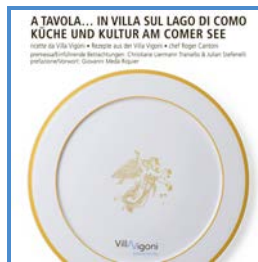 A TAVOLA... IN VILLA SUL LAGO DI COMO
KÜCHE UND KULTUR AM COMER SEE
ricette da Villa Vigoni • Rezepte aus der Villa Vigoni • chef Roger Cantoni
premessa/Einführende Betrachtungen: Christiane Liermann Traniello & Julian Stefenelli
prefazione/Vorwort: Giovanni Meda Riquier
Villa Vigoni